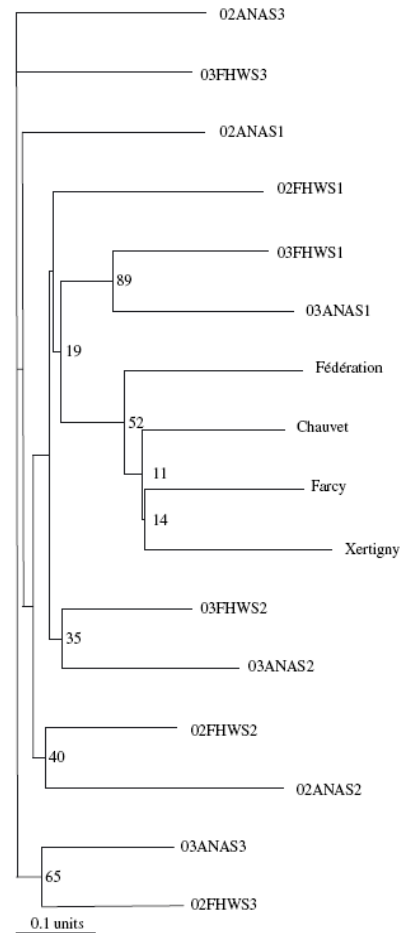 02ANAS3
03FHWS3
02ANAS1
02FHWS1
03FHWS1
89
03ANAS1
19
Fédération
52
Chauvet
11
Farcy
14
Xertigny
03FHWS2
35
03ANAS2
02FHWS2
40
02ANAS2
03ANAS3
65
02FHWS3
0.1 units